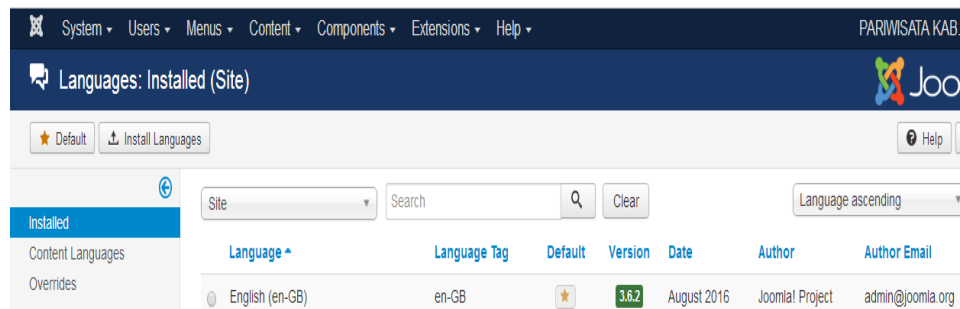 System Users Menus Content Components Extensions Help PARIWISATA KAB.
Languages: Installed (Site) Joo
Default Install Languages Help
Site Search Clear Language ascending
Installed
Content Languages
Overrides
Language Language Tag Default Version Date Author Author Email
English (en-GB) en-GB 3.6.2 August 2016 Joomla! Project admin@joomla.org